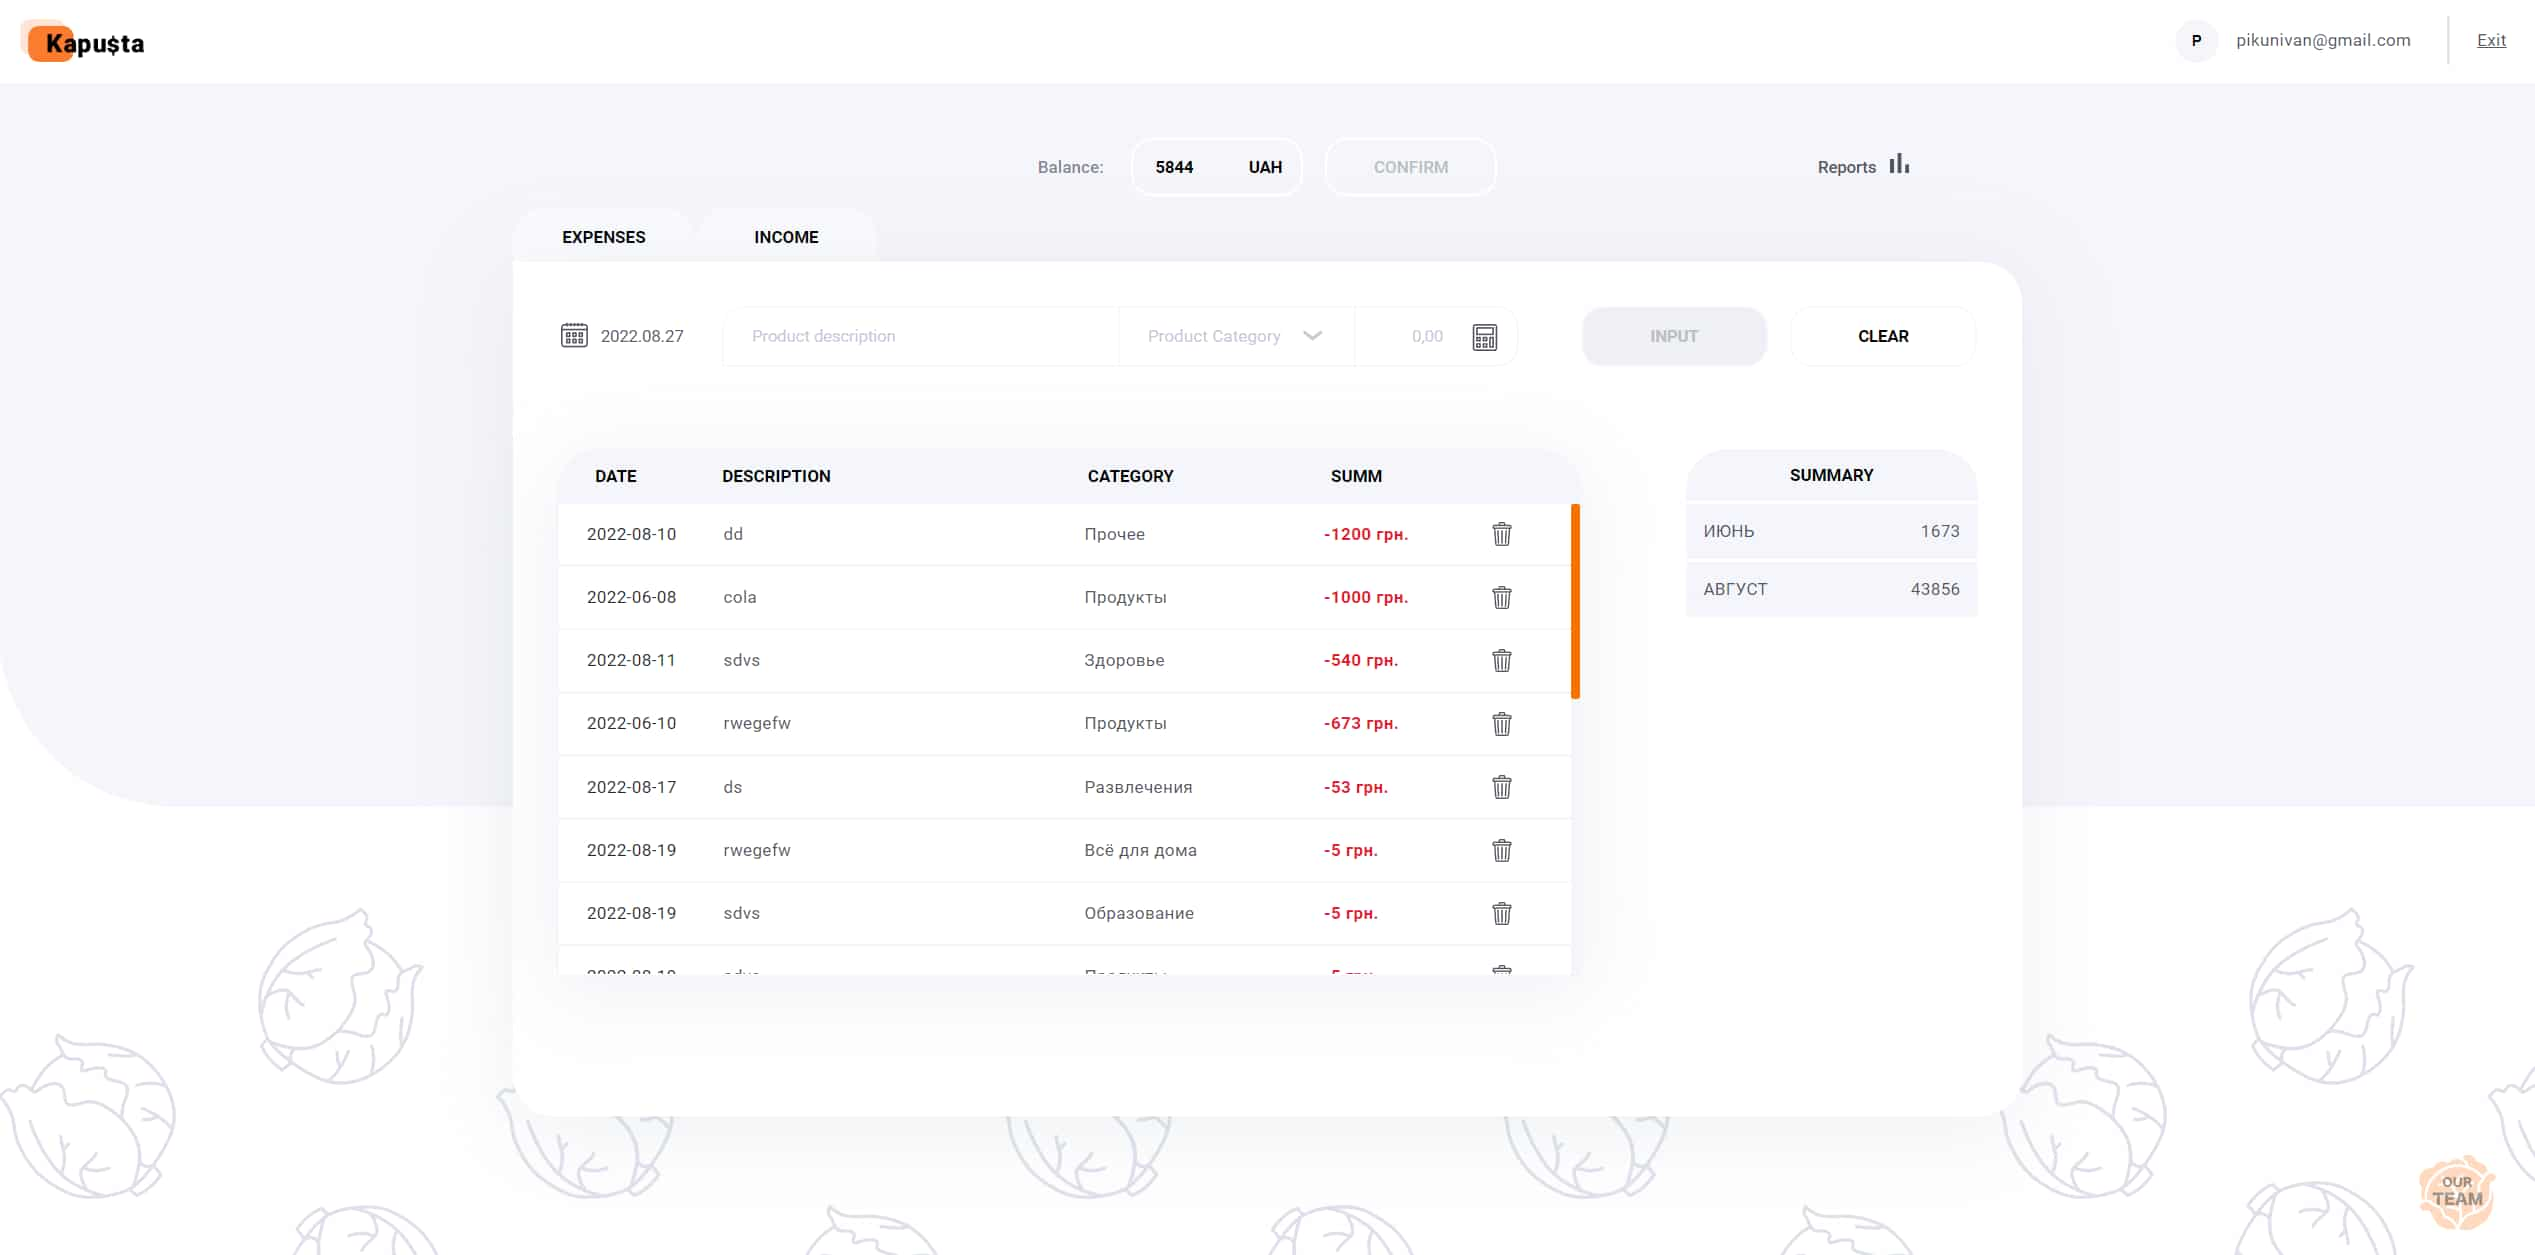 Kapu$ta
P pikunivan@gmail.com Exit
Balance: 5844 UAH CONFIRM Reports
EXPENSES INCOME
2022.08.27 Product description Product Category 0,00 INPUT CLEAR
DATE DESCRIPTION CATEGORY SUMM
2022-08-10 dd Прочее -1200 грн.
2022-06-08 cola Продукты -1000 грн.
2022-08-11 sdvs Здоровье -540 грн.
2022-06-10 rwegefw Продукты -673 грн.
2022-08-17 ds Развлечения -53 грн.
2022-08-19 rwegefw Всё для дома -5 грн.
2022-08-19 sdvs Образование -5 грн.
SUMMARY
ИЮНЬ 1673
АВГУСТ 43856
OUR
TEAM